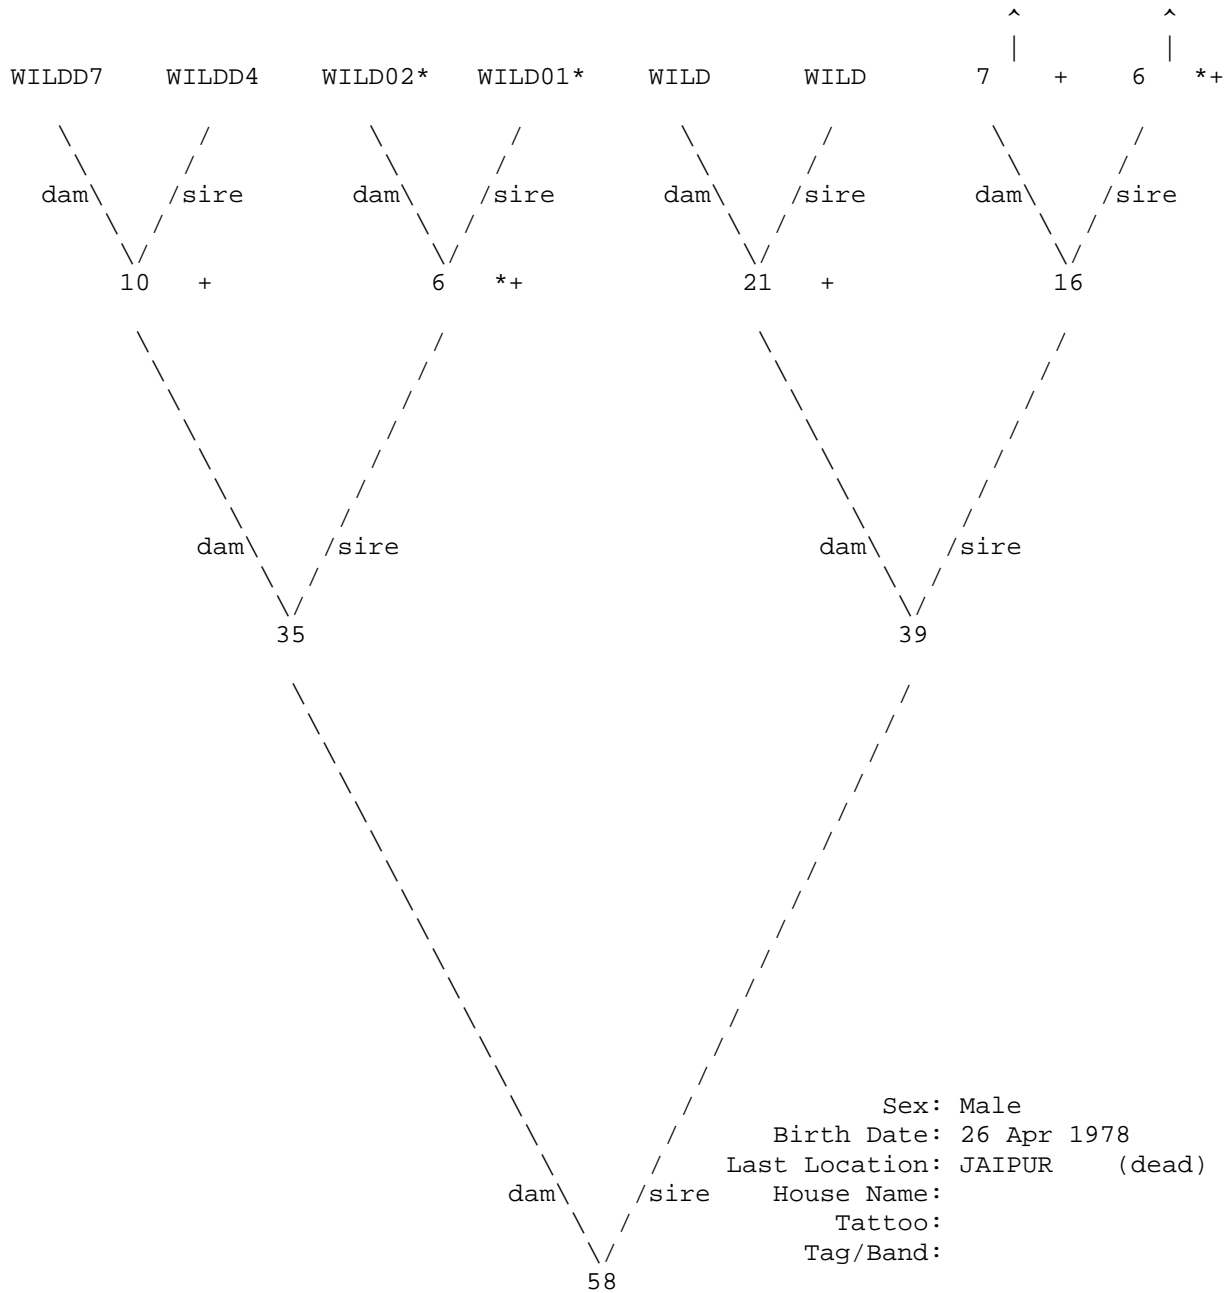 ^ ^
| |
WILDD7 WILDD4 WILD02* WILD01* WILD WILD 7 + 6 *+
dam sire dam sire dam sire dam sire
10 + 6 *+ 21 + 16
dam sire dam sire
35 39
Sex: Male
Birth Date: 26 Apr 1978
Last Location: JAIPUR (dead)
dam sire House Name:
Tattoo:
Tag/Band:
58